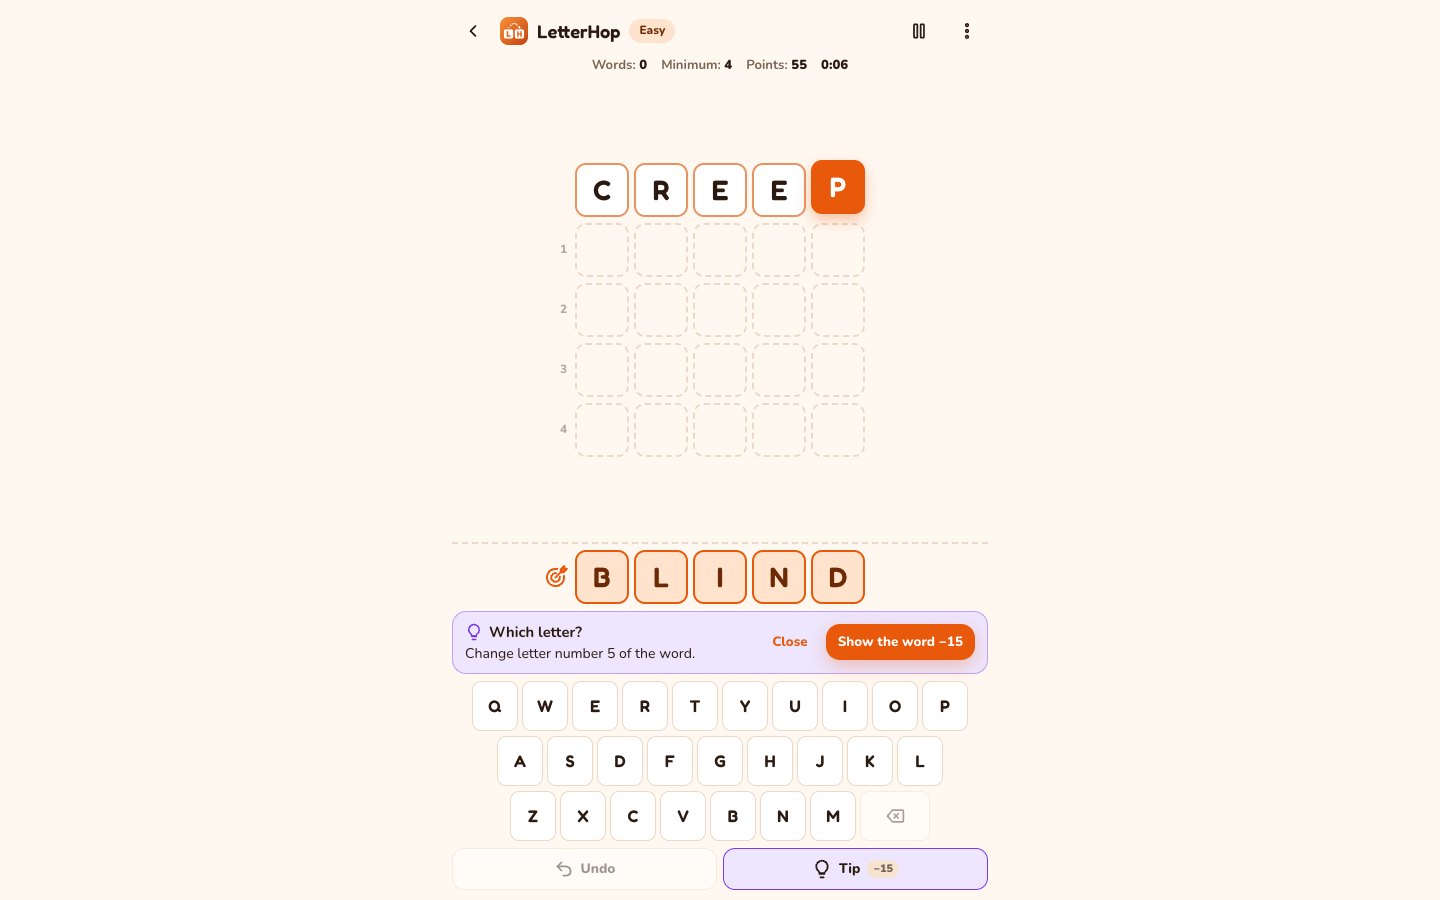 LetterHop Easy
Words: 0 Minimum: 4 Points: 55 0:06
C R E E P
1
2
3
4
B L I N D
Which letter?
Change letter number 5 of the word.
Close
Show the word −15
Q W E R T Y U I O P
A S D F G H J K L
Z X C V B N M
Undo
Tip −15